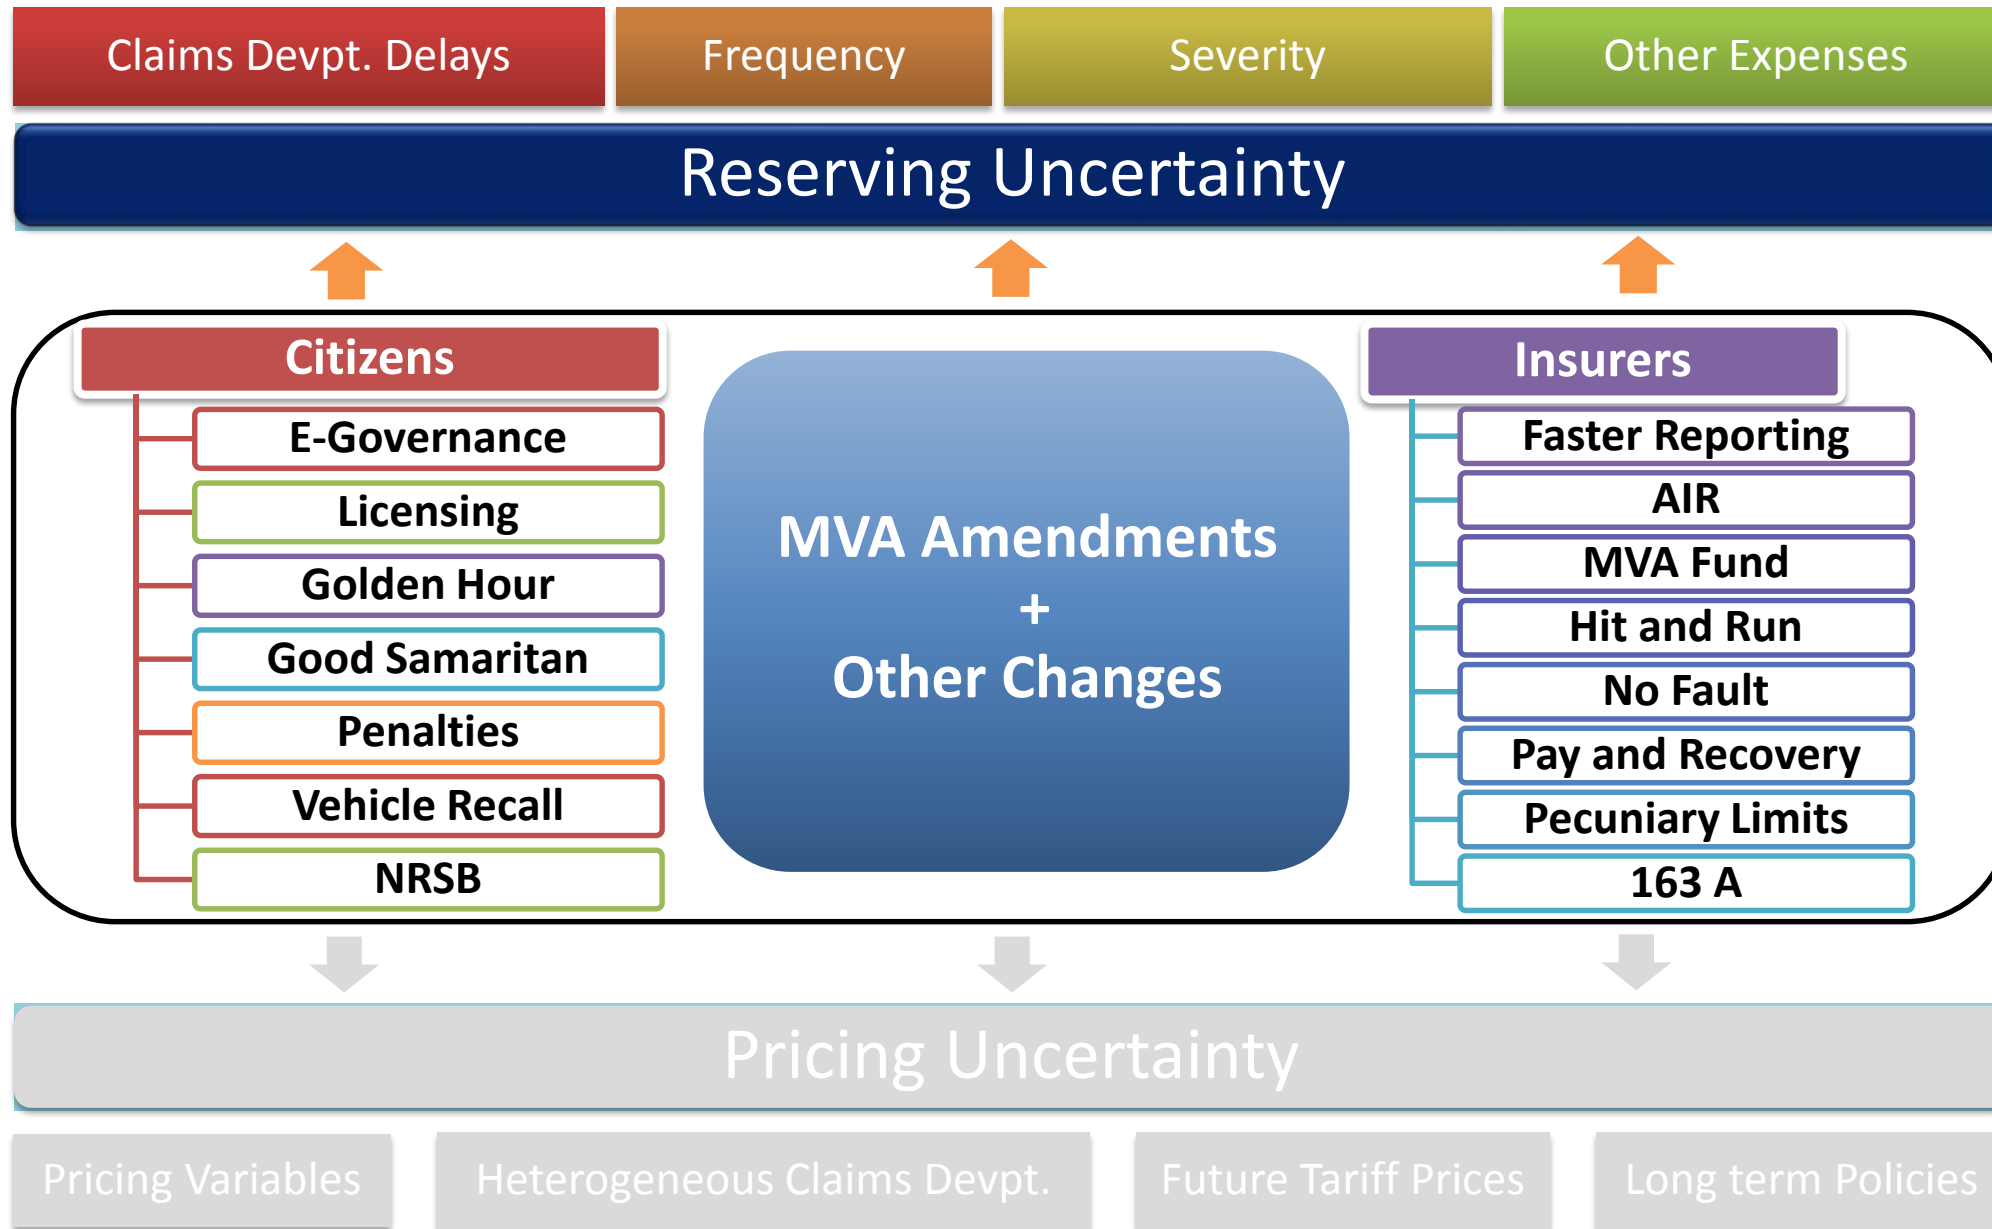 Claims Devpt. Delays
Frequency
Severity
Other Expenses
Reserving Uncertainty
Citizens
E-Governance
Licensing
Golden Hour
Good Samaritan
Penalties
Vehicle Recall
NRSB
MVA Amendments
+
Other Changes
Insurers
Faster Reporting
AIR
MVA Fund
Hit and Run
No Fault
Pay and Recovery
Pecuniary Limits
163 A
Pricing Uncertainty
Pricing Variables
Heterogeneous Claims Devpt.
Future Tariff Prices
Long term Policies